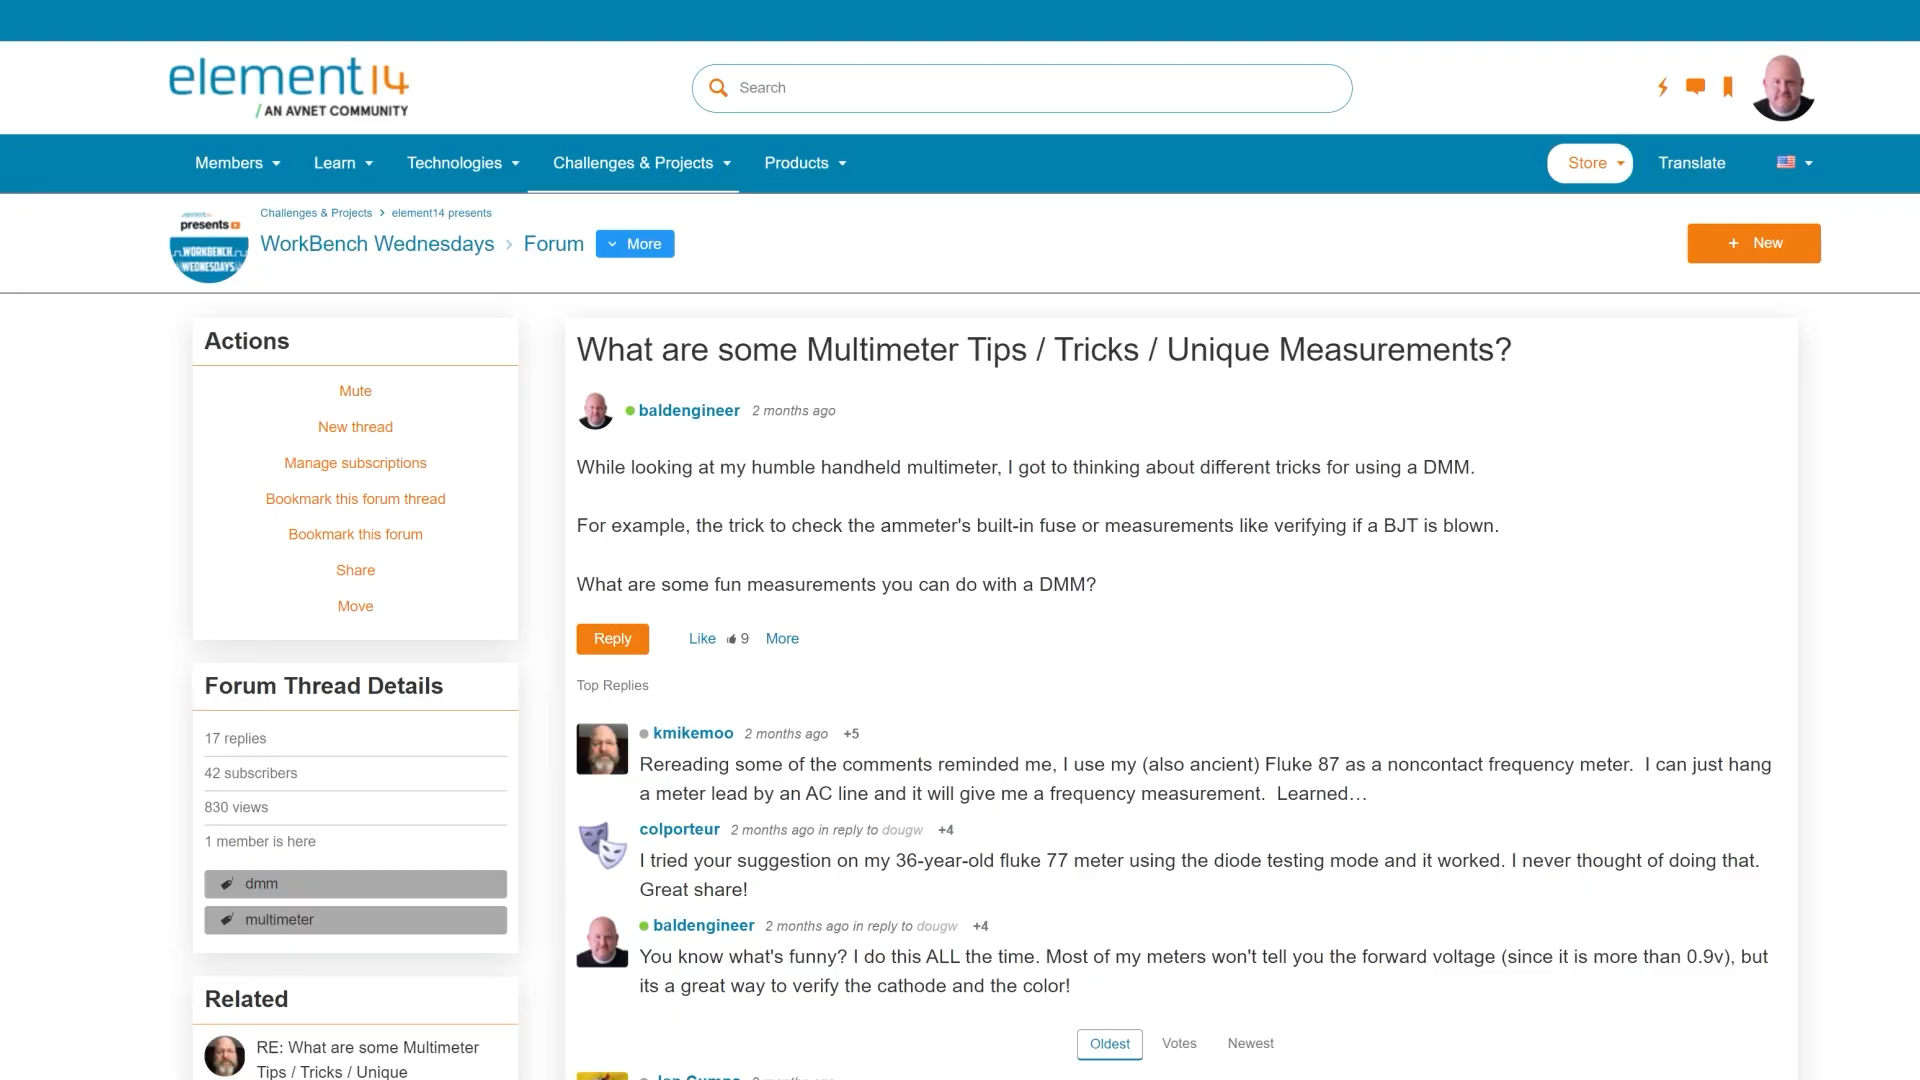 element14
/ AN AVNET COMMUNITY
Search
Members
Learn
Technologies
Challenges & Projects
Products
Store
Translate
presents
WORKBENCH
WEDNESDAYS
Challenges & Projects > element14 presents
WorkBench Wednesdays > Forum
More
+ New
Actions
Mute
New thread
Manage subscriptions
Bookmark this forum thread
Bookmark this forum
Share
Move
Forum Thread Details
17 replies
42 subscribers
830 views
1 member is here
dmm
multimeter
Related
RE: What are some Multimeter
Tips / Tricks / Unique
What are some Multimeter Tips / Tricks / Unique Measurements?
baldengineer 2 months ago
While looking at my humble handheld multimeter, I got to thinking about different tricks for using a DMM.
For example, the trick to check the ammeter's built-in fuse or measurements like verifying if a BJT is blown.
What are some fun measurements you can do with a DMM?
Reply Like 9 More
Top Replies
kmikemoo 2 months ago +5
Rereading some of the comments reminded me, I use my (also ancient) Fluke 87 as a noncontact frequency meter.  I can just hang
a meter lead by an AC line and it will give me a frequency measurement.  Learned…
colporteur 2 months ago in reply to dougw +4
I tried your suggestion on my 36-year-old fluke 77 meter using the diode testing mode and it worked. I never thought of doing that.
Great share!
baldengineer 2 months ago in reply to dougw +4
You know what's funny? I do this ALL the time. Most of my meters won't tell you the forward voltage (since it is more than 0.9v), but
its a great way to verify the cathode and the color!
Oldest Votes Newest